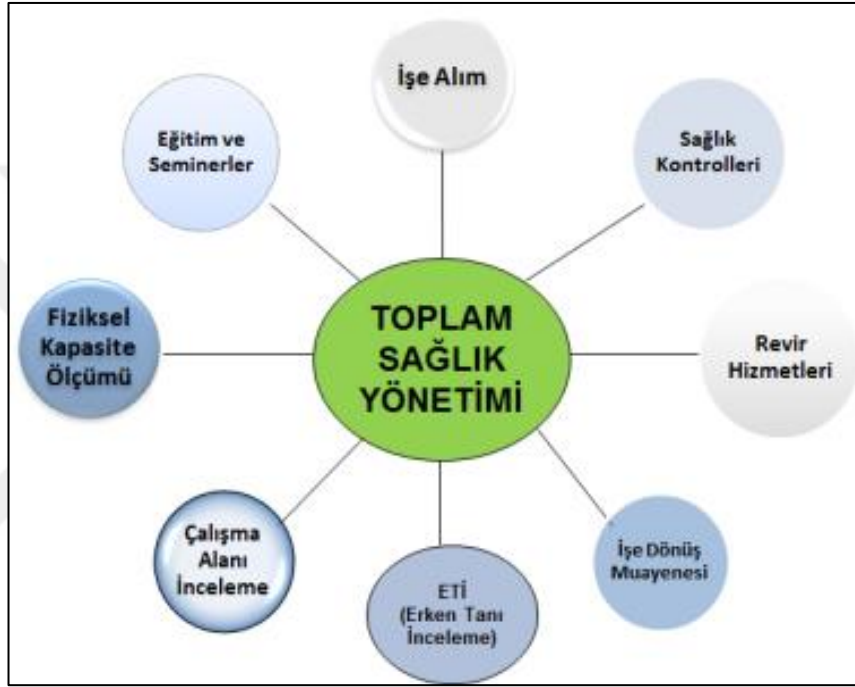 İşe Alım
Eğitim ve
Seminerler
Sağlık
Kontrolleri
Fiziksel
Kapasite
Ölçümü
TOPLAM
SAĞLIK
YÖNETİMİ
Revir
Hizmetleri
Çalışma
Alanı
İnceleme
ETİ
(Erken Tanı
İnceleme)
İşe Dönüş
Muayenesi